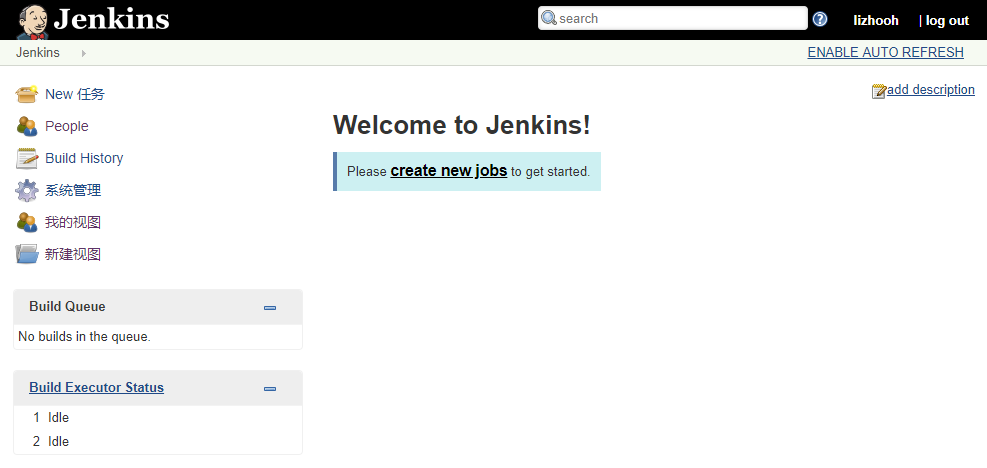 Jenkins
search
lizhooh
| log out
Jenkins
ENABLE AUTO REFRESH
add description
New 任务
People
Build History
系统管理
我的视图
新建视图
Welcome to Jenkins!
Please create new jobs to get started.
Build Queue
No builds in the queue.
Build Executor Status
1 Idle
2 Idle